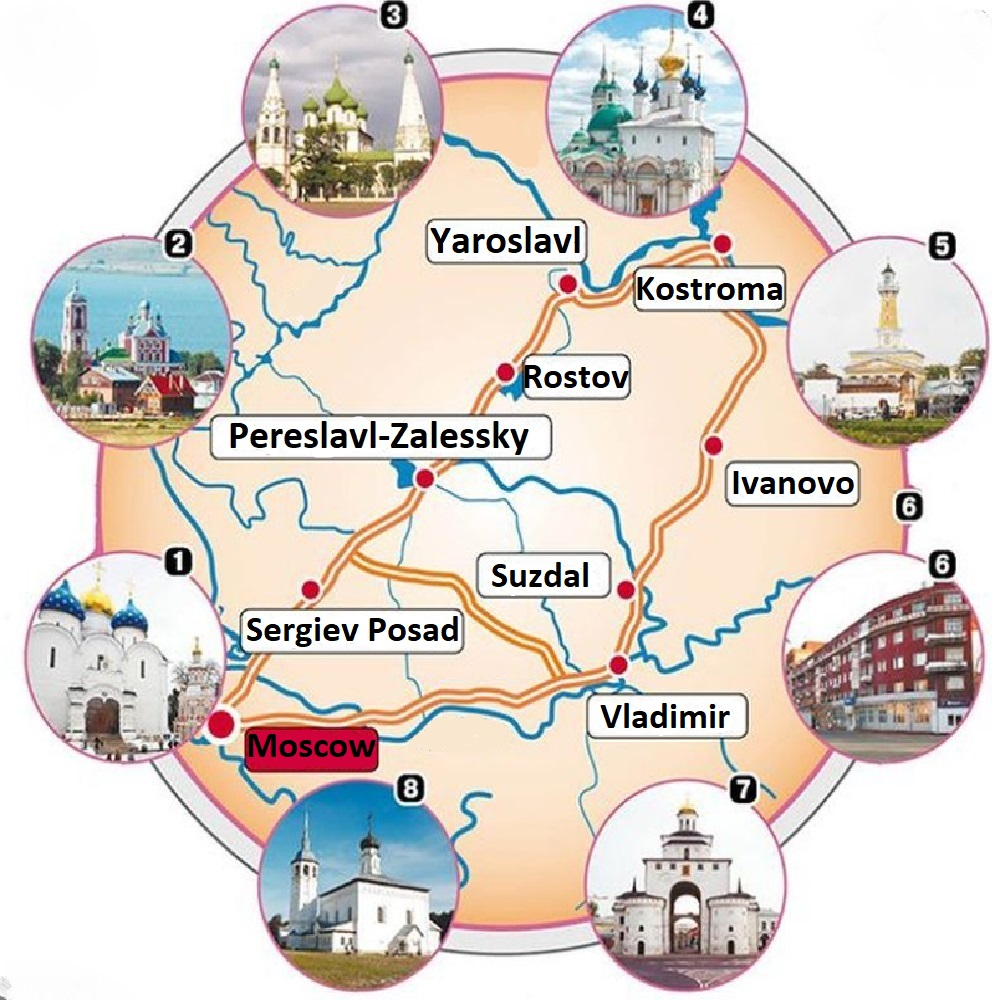 3
4
Yaroslavl
2
5
Kostroma
Rostov
Pereslavl-Zalessky
Ivanovo
6
1
6
Suzdal
Sergiev Posad
Vladimir
Moscow
8
7